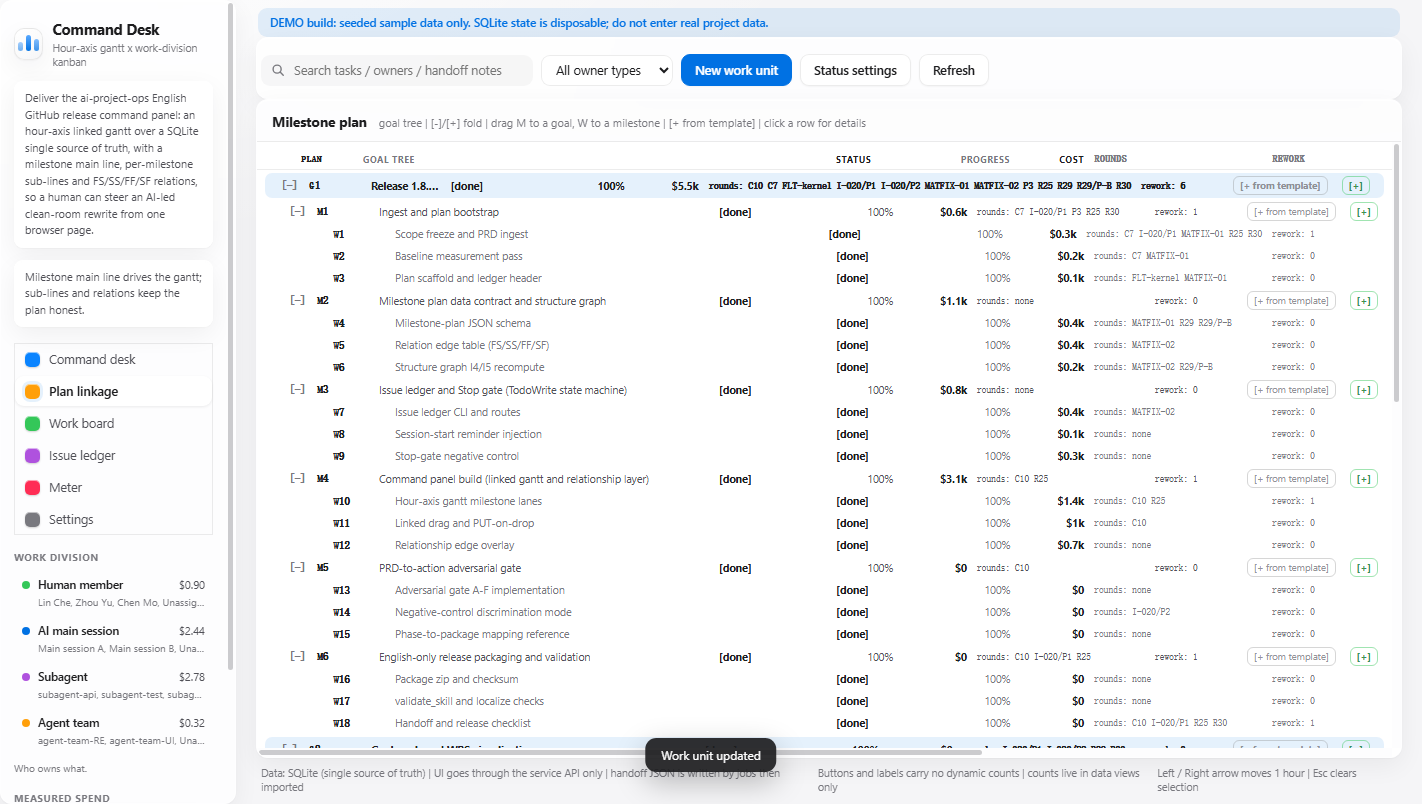 Command Desk
Hour-axis gantt x work-division
kanban
Deliver the ai-project-ops English
GitHub release command panel: an
hour-axis linked gantt over a SQLite
single source of truth, with a
milestone main line, per-milestone
sub-lines and FS/SS/FF/SF relations,
so a human can steer an AI-led
clean-room rewrite from one
browser page.
Milestone main line drives the gantt;
sub-lines and relations keep the
plan honest.
Command desk
Plan linkage
Work board
Issue ledger
Meter
Settings
WORK DIVISION
Human member $0.90
Lin Che, Zhou Yu, Chen Mo, Unassig...
AI main session $2.44
Main session A, Main session B, Una...
Subagent $2.78
subagent-api, subagent-test, subag...
Agent team $0.32
agent-team-RE, agent-team-UI, Una...
Who owns what.
MEASURED SPEND
DEMO build: seeded sample data only. SQLite state is disposable; do not enter real project data.
Search tasks / owners / handoff notes All owner types New work unit Status settings Refresh
Milestone plan goal tree | [-]/[+] fold | drag M to a goal, W to a milestone | [+ from template] | click a row for details
PLAN GOAL TREE STATUS PROGRESS COST ROUNDS REWORK
[-] G1 Release 1.8.... [done] 100% $5.5k rounds: C10 C7 FLT-kernel I-020/P1 I-020/P2 MATFIX-01 MATFIX-02 P3 R25 R29 R29/P-B R30 rework: 6 [+ from template] [+]
[-] M1 Ingest and plan bootstrap [done] 100% $0.6k rounds: C7 I-020/P1 P3 R25 R30 rework: 1 [+ from template] [+]
W1 Scope freeze and PRD ingest [done] 100% $0.3k rounds: C7 I-020/P1 MATFIX-01 R25 R30 rework: 1
W2 Baseline measurement pass [done] 100% $0.2k rounds: C7 MATFIX-01 rework: 0
W3 Plan scaffold and ledger header [done] 100% $0.1k rounds: FLT-kernel MATFIX-01 rework: 0
[-] M2 Milestone plan data contract and structure graph [done] 100% $1.1k rounds: none rework: 0 [+ from template] [+]
W4 Milestone-plan JSON schema [done] 100% $0.4k rounds: MATFIX-01 R29 R29/P-B rework: 0
W5 Relation edge table (FS/SS/FF/SF) [done] 100% $0.4k rounds: MATFIX-02 rework: 0
W6 Structure graph I4/I5 recompute [done] 100% $0.2k rounds: MATFIX-02 R29/P-B rework: 0
[-] M3 Issue ledger and Stop gate (TodoWrite state machine) [done] 100% $0.8k rounds: none rework: 0 [+ from template] [+]
W7 Issue ledger CLI and routes [done] 100% $0.4k rounds: MATFIX-02 rework: 0
W8 Session-start reminder injection [done] 100% $0.1k rounds: none rework: 0
W9 Stop-gate negative control [done] 100% $0.3k rounds: none rework: 0
[-] M4 Command panel build (linked gantt and relationship layer) [done] 100% $3.1k rounds: C10 R25 rework: 1 [+ from template] [+]
W10 Hour-axis gantt milestone lanes [done] 100% $1.4k rounds: C10 R25 rework: 1
W11 Linked drag and PUT-on-drop [done] 100% $1k rounds: C10 rework: 0
W12 Relationship edge overlay [done] 100% $0.7k rounds: none rework: 0
[-] M5 PRD-to-action adversarial gate [done] 100% $0 rounds: C10 rework: 0 [+ from template] [+]
W13 Adversarial gate A-F implementation [done] 100% $0 rounds: none rework: 0
W14 Negative-control discrimination mode [done] 100% $0 rounds: I-020/P2 rework: 0
W15 Phase-to-package mapping reference [done] 100% $0 rounds: none rework: 0
[-] M6 English-only release packaging and validation [done] 100% $0 rounds: C10 I-020/P1 R25 rework: 1 [+ from template] [+]
W16 Package zip and checksum [done] 100% $0 rounds: none rework: 0
W17 validate_skill and localize checks [done] 100% $0 rounds: none rework: 0
W18 Handoff and release checklist [done] 100% $0 rounds: C10 I-020/P1 R25 R30 rework: 1
Work unit updated
Data: SQLite (single source of truth) | UI goes through the service API only | handoff JSON is written by jobs then
imported
Buttons and labels carry no dynamic counts | counts live in data views
only
Left / Right arrow moves 1 hour | Esc clears
selection